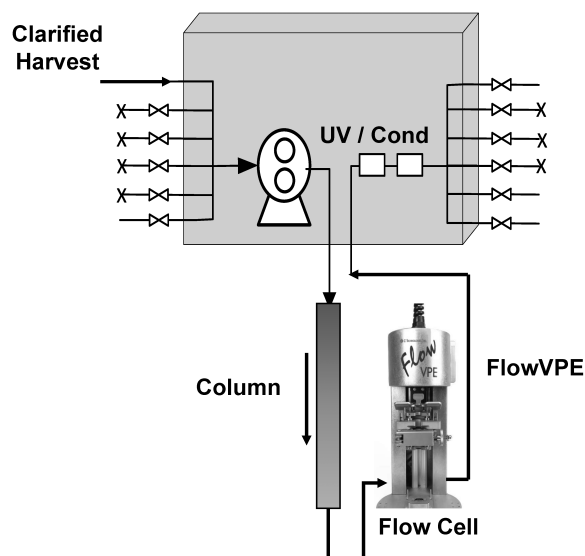 Clarified
Harvest
UV / Cond
Flow
VPE
FlowVPE
Column
Flow Cell